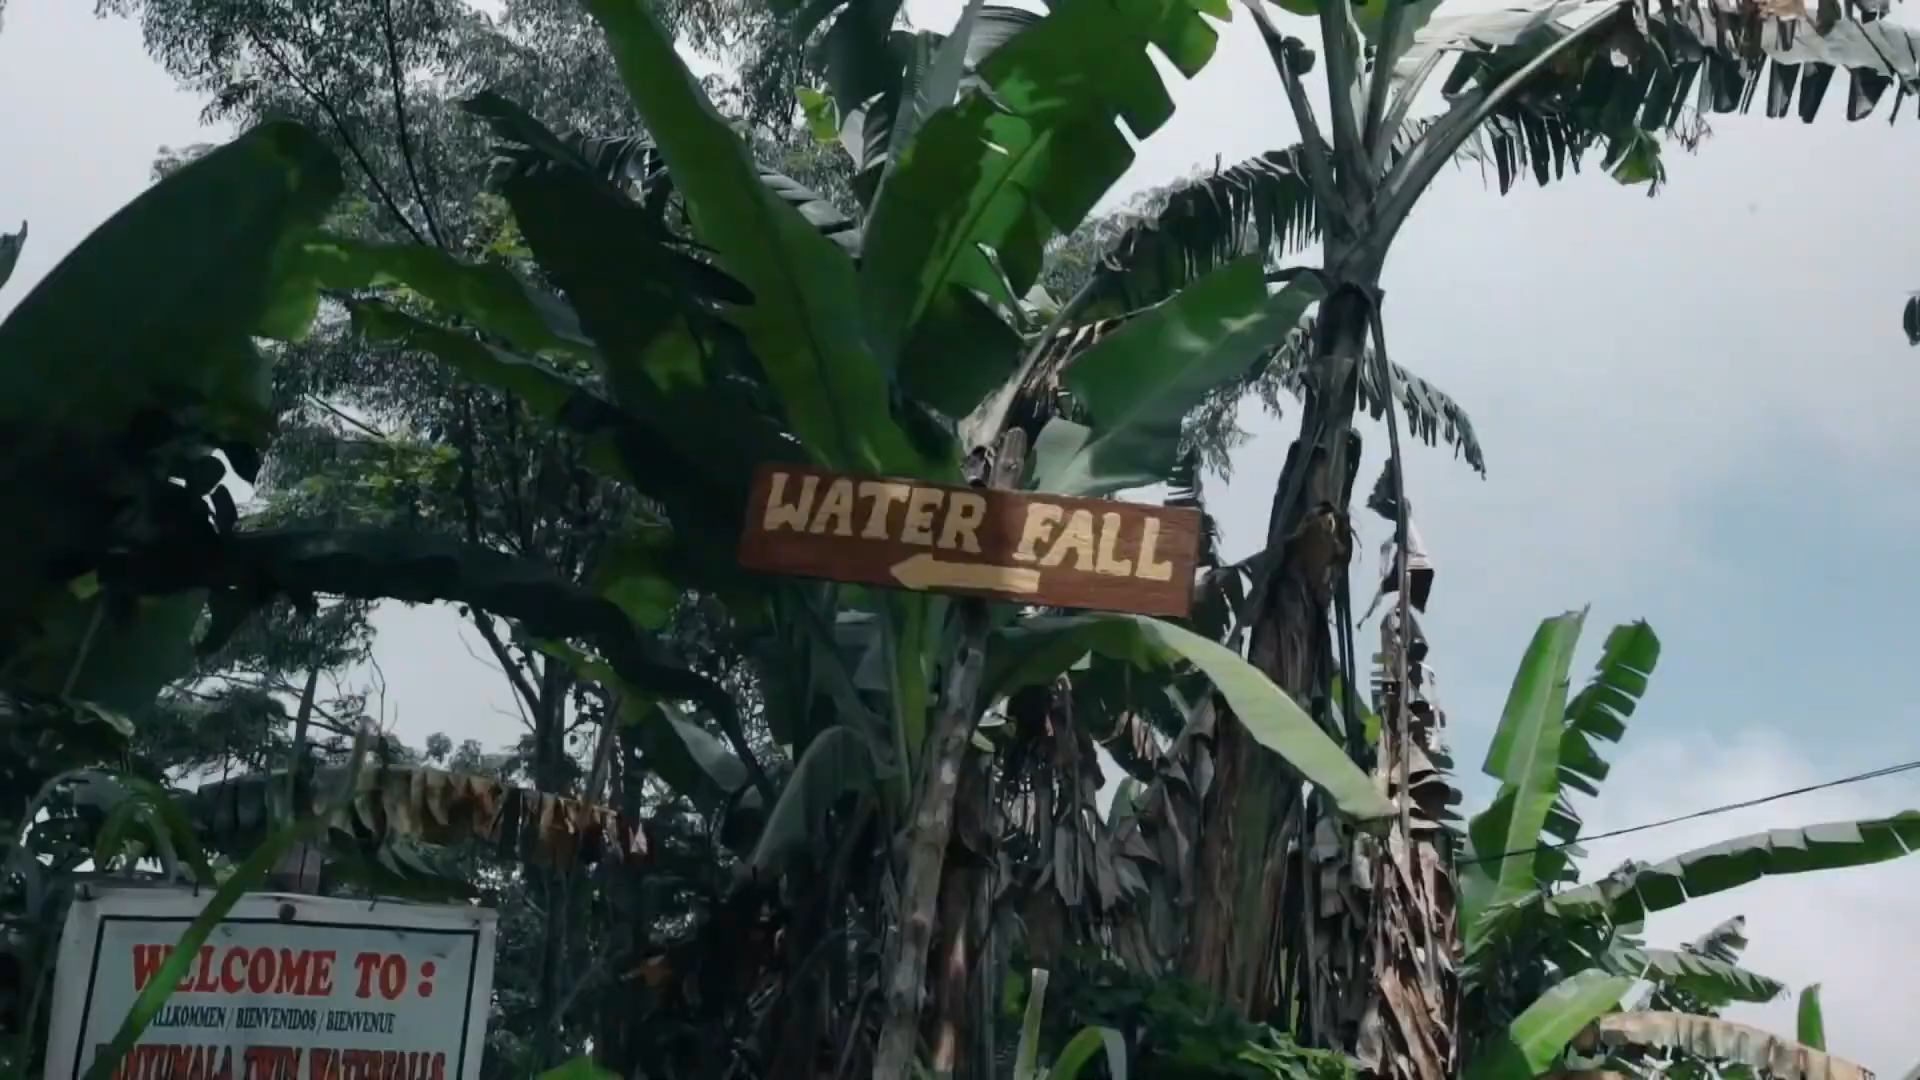 WATER FALL
WELCOME TO :
/ BIENVENIDOS / BIENVENUE
TWIN WATERFALLS